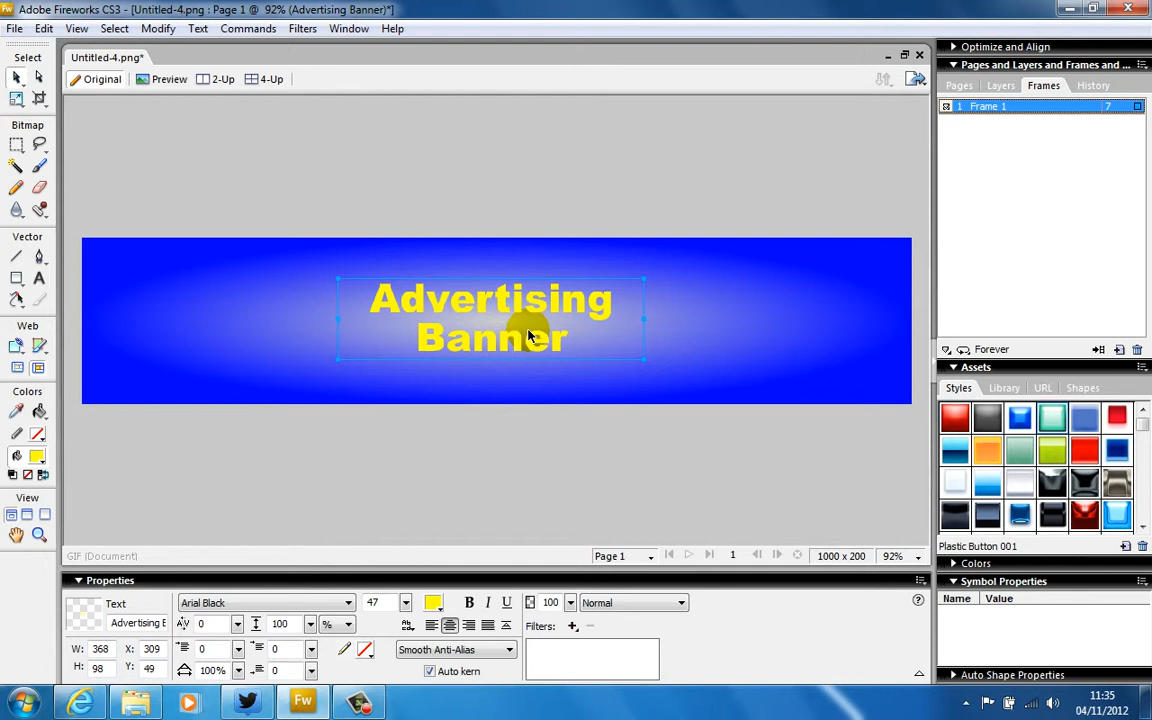 Fw Adobe Fireworks CS3 - [Untitled-4.png : Page 1 @ 92% (Advertising Banner)*]
File Edit View Select Modify Text Commands Filters Window Help
Select
Untitled-4.png*
Original Preview 2-Up 4-Up
Bitmap
Vector
Web
Colors
View
Advertising
Banner
GIF (Document)
Page 1 1 1000 x 200 92%
Optimize and Align
Pages and Layers and Frames and ...
Pages Layers Frames History
1 Frame 1 7
Forever
Assets
Styles Library URL Shapes
Plastic Button 001
Colors
Symbol Properties
Name Value
Auto Shape Properties
Properties
Text Arial Black 47 B I U 100 Normal
Advertising E 0 100 % Filters:
W: 368 X: 309 0 0 Smooth Anti-Alias
H: 98 Y: 49 100% 0 Auto kern
Fw
11:35
04/11/2012